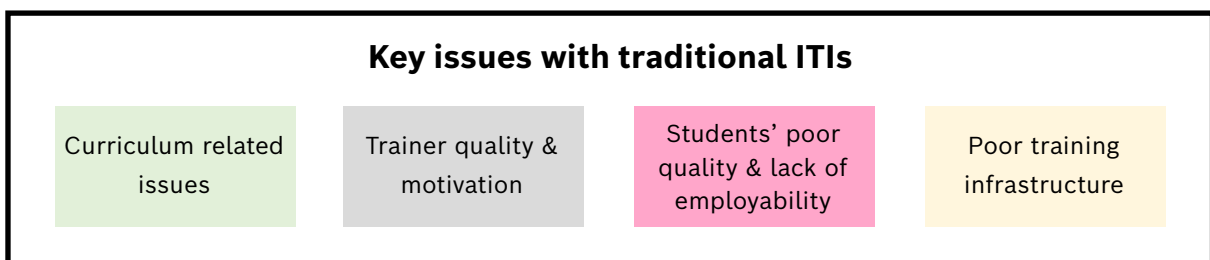 Key issues with traditional ITIs
Curriculum related
issues
Trainer quality &
motivation
Students’ poor
quality & lack of
employability
Poor training
infrastructure